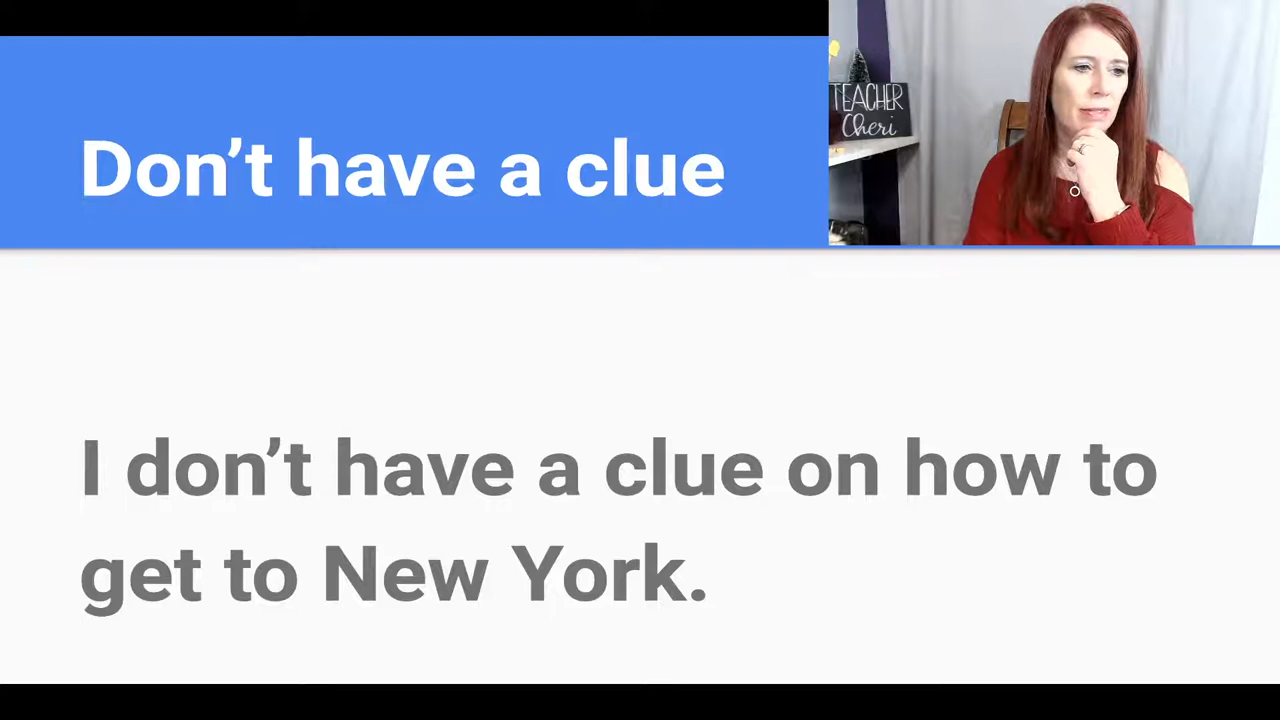 Don’t have a clue
TEACHER
Cheri
I don’t have a clue on how to
get to New York.